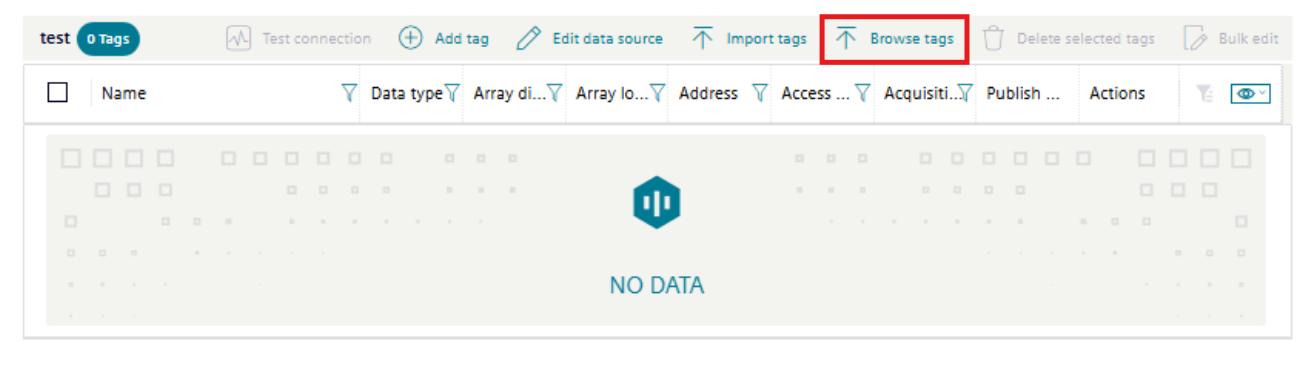 test 0 Tags Test connection Add tag Edit data source Import tags Browse tags Delete selected tags Bulk edit
Name Data type Array di... Array lo... Address Access ... Acquisiti... Publish ... Actions
NO DATA